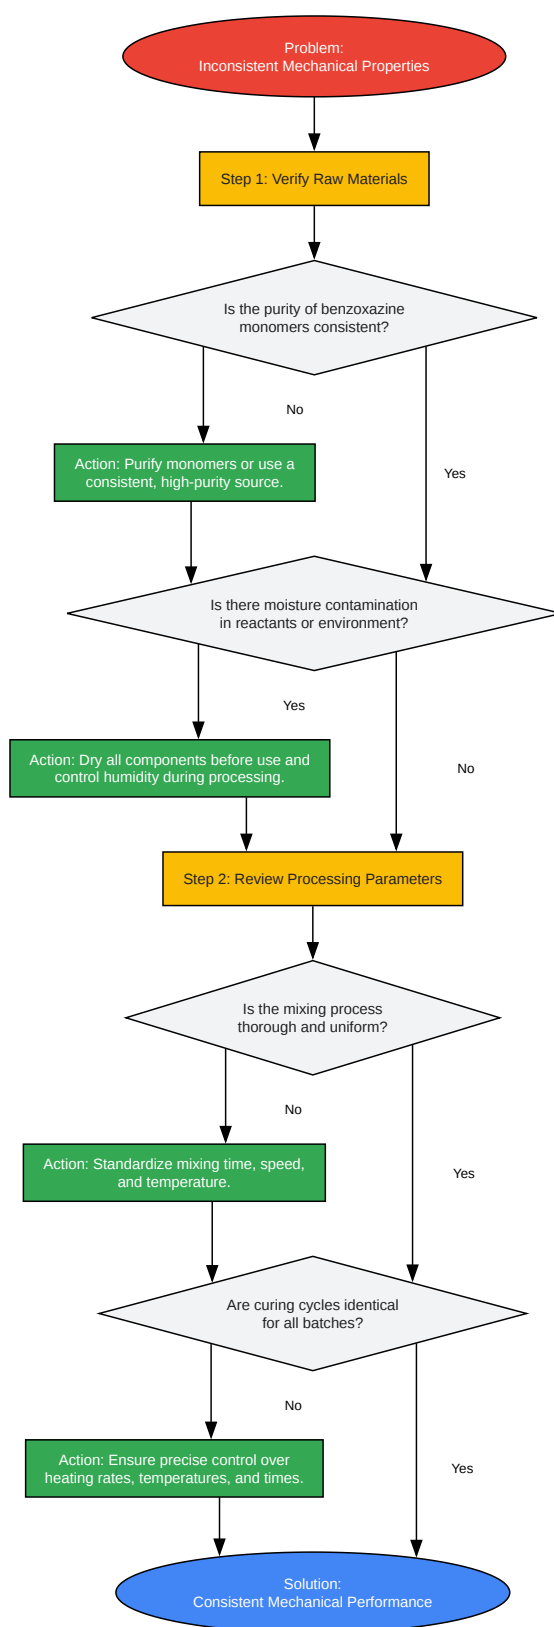 Problem:
Inconsistent Mechanical Properties
Step 1: Verify Raw Materials
Is the purity of benzoxazine
monomers consistent?
No
Action: Purify monomers or use a
consistent, high-purity source.
Yes
Is there moisture contamination
in reactants or environment?
Yes
Action: Dry all components before use and
control humidity during processing.
No
Step 2: Review Processing Parameters
Is the mixing process
thorough and uniform?
No
Action: Standardize mixing time, speed,
and temperature.
Yes
Are curing cycles identical
for all batches?
No
Action: Ensure precise control over
heating rates, temperatures, and times.
Yes
Solution:
Consistent Mechanical Performance